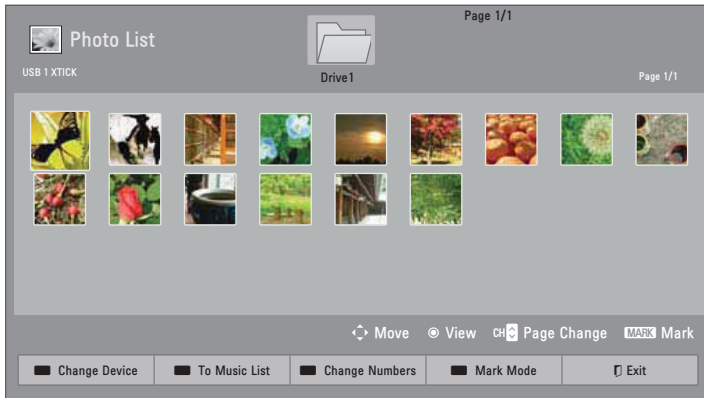 Page 1/1
Photo List
USB 1 XTICK
Drive1
Page 1/1
Move View CH Page Change MARK Mark
Change Device To Music List Change Numbers Mark Mode Exit